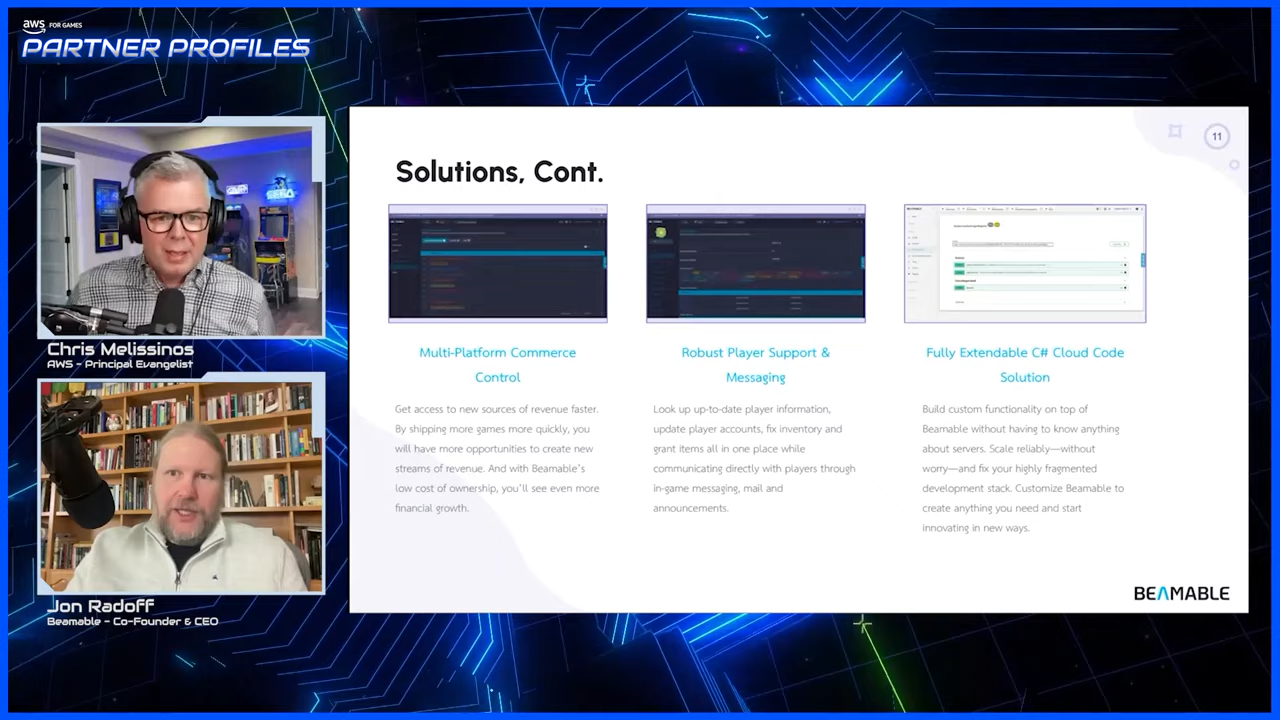 aws FOR GAMES
PARTNER PROFILES
Chris Melissinos
AWS – Principal Evangelist
Jon Radoff
Beamable – Co-Founder & CEO
11
Solutions, Cont.
Multi-Platform Commerce
Control
Get access to new sources of revenue faster.
By shipping more games more quickly, you
will have more opportunities to create new
streams of revenue. And with Beamable's
low cost of ownership, you'll see even more
financial growth.
Robust Player Support &
Messaging
Look up up-to-date player information,
update player accounts, fix inventory and
grant items all in one place while
communicating directly with players through
in-game messaging, mail and
announcements.
Fully Extendable C# Cloud Code
Solution
Build custom functionality on top of
Beamable without having to know anything
about servers. Scale reliably—without
worry—and fix your highly fragmented
development stack. Customize Beamable to
create anything you need and start
innovating in new ways.
BEAMABLE
SEGA